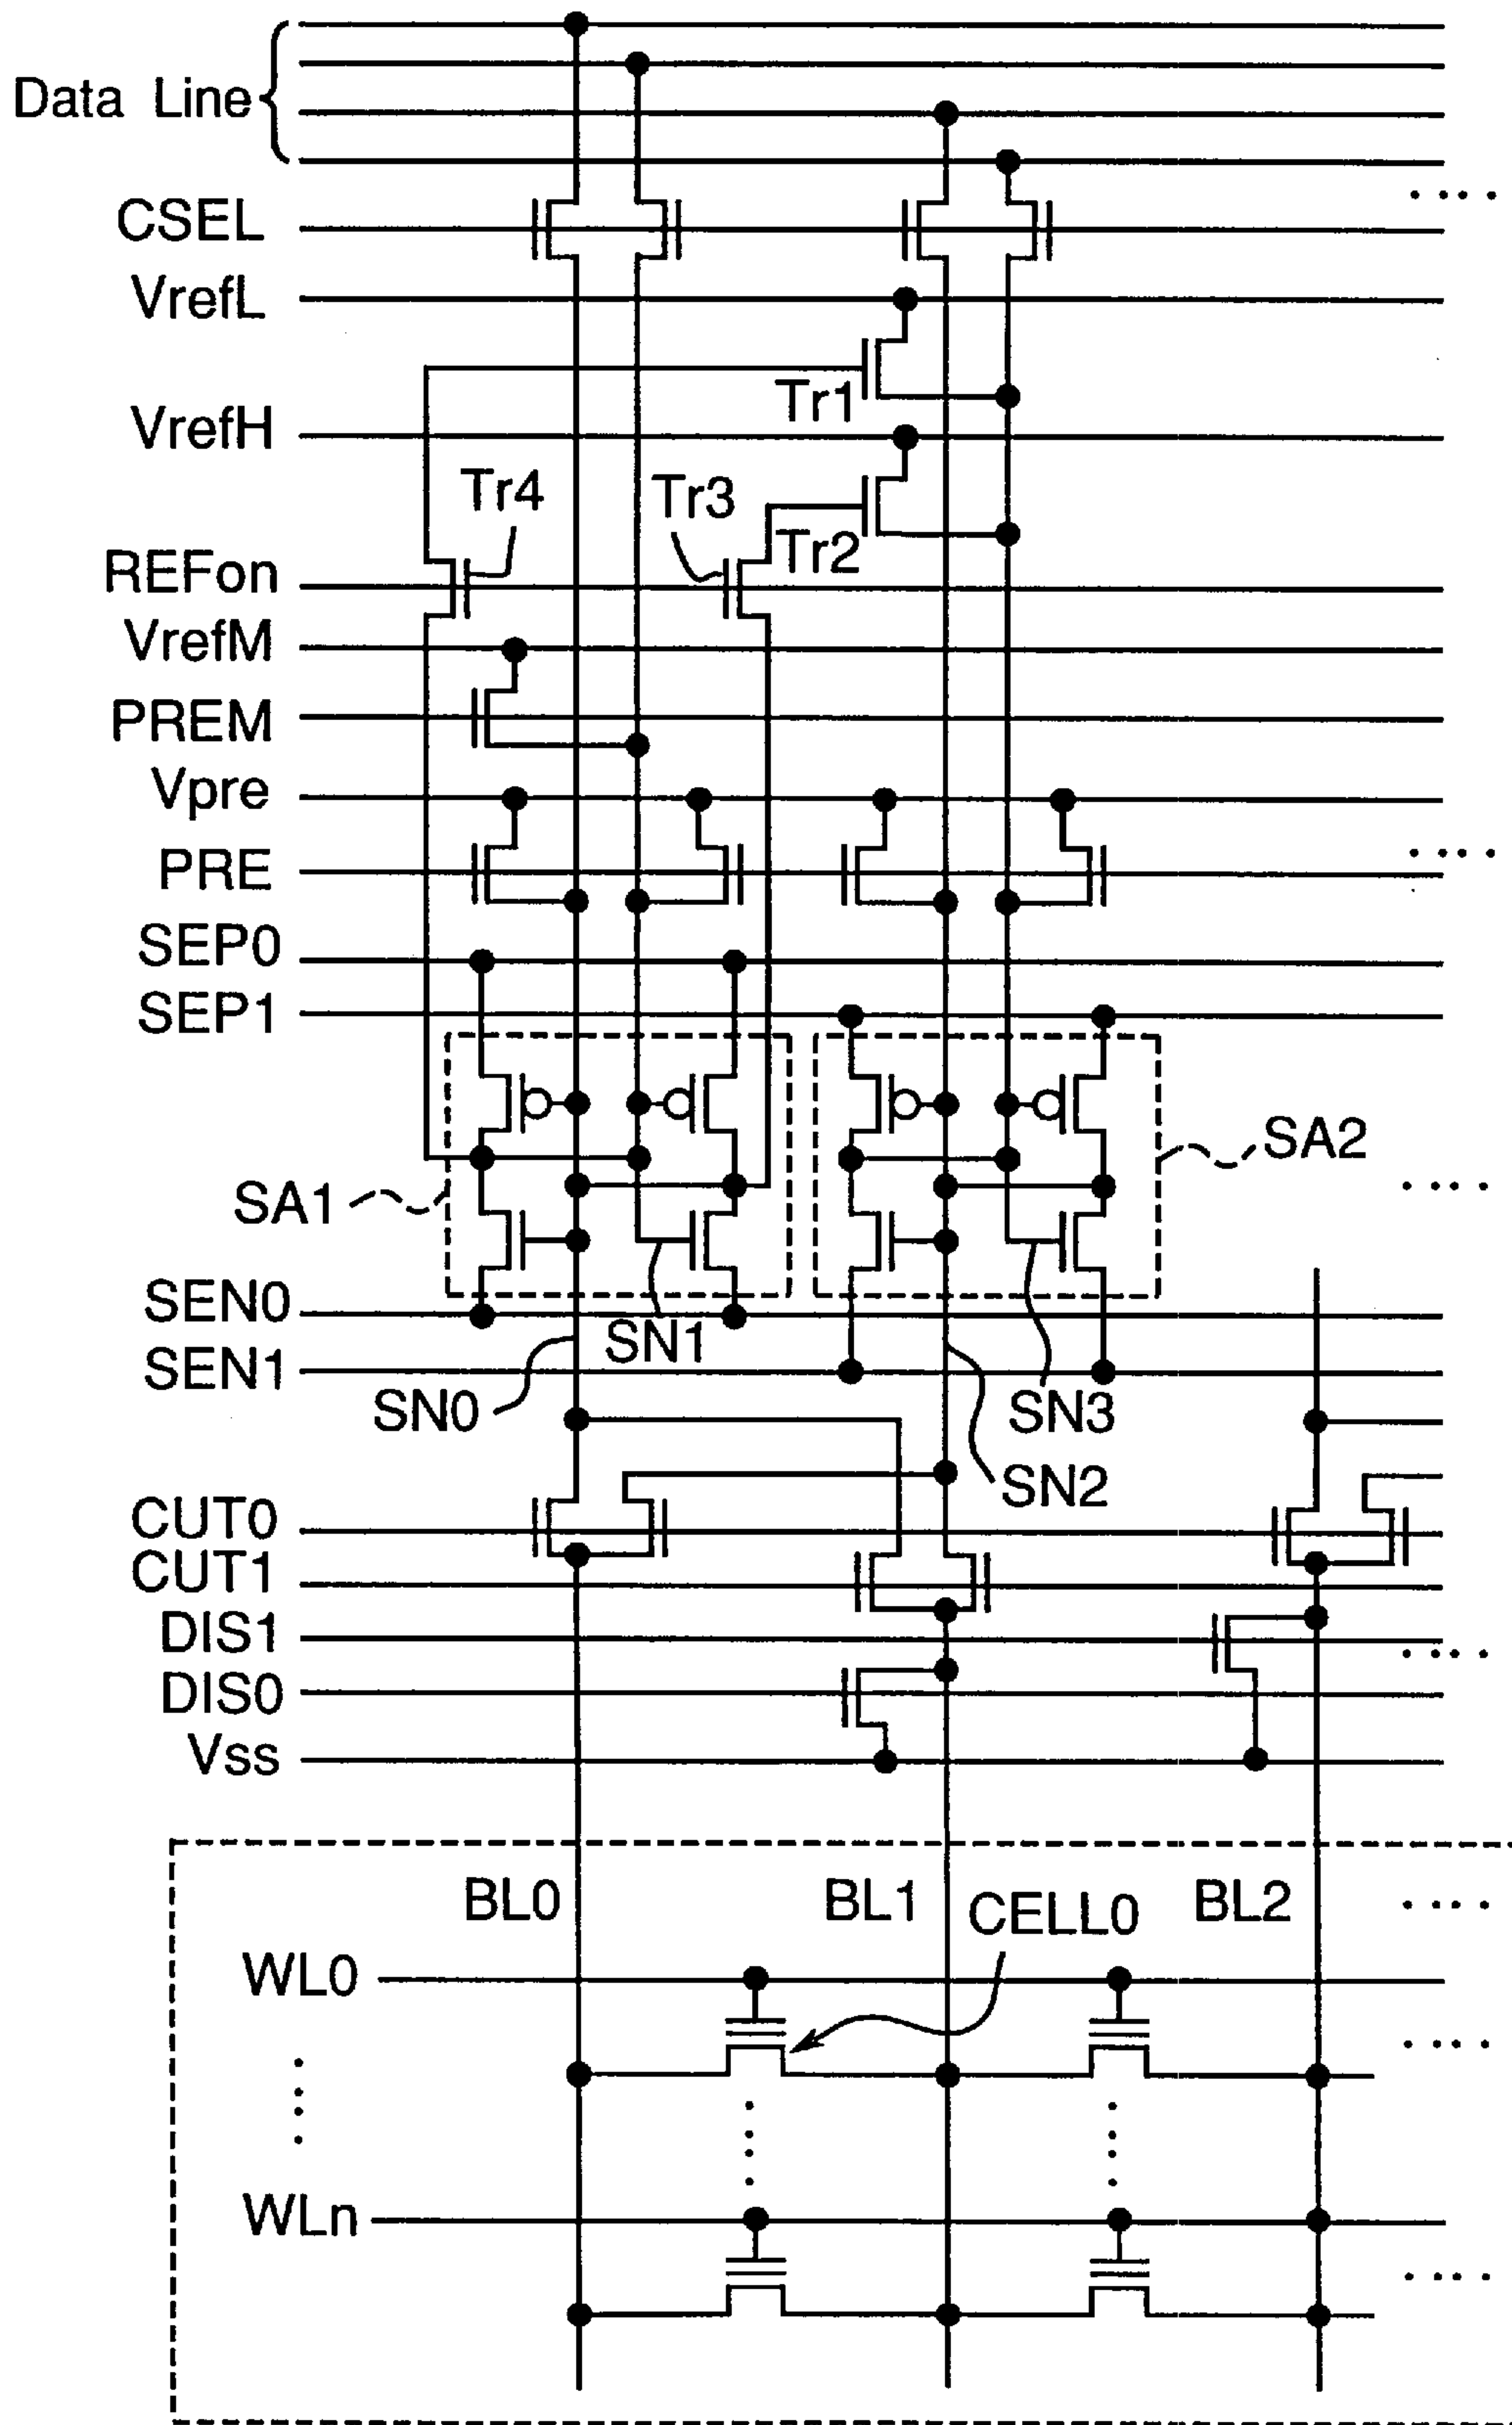 Data Line
CSEL
VrefL
Tr1
VrefH
Tr4 Tr3
Tr2
REFon
VrefM
PREM
Vpre
PRE
SEP0
SEP1
SA2
SA1
SEN0
SN1
SEN1
SN0 SN3
SN2
CUT0
CUT1
DIS1
DIS0
Vss
BL0 BL1 CELL0 BL2
WL0
WLn